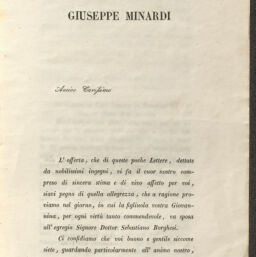 GIUSEPPE MINARDI
Amico Carissimo
L' offerta, che di queste poche Lettere, dettate
da nobilissimi ingegni, vi fa il cuor nostro com-
preso di sincera stima e di vivo affetto per voi,
siavi pegno di quella allegrezza, che a ragione pro-
viamo nel giorno, in cui la figliuola vostra Giovan-
nina, per ogni virtù tanto commendevole, va sposa
all' egregio Signore Dottor Sebastiano Borghesi.
Ci confidiamo che voi buono e gentile siccome
siete, guardando particolarmente all' animo nostro,